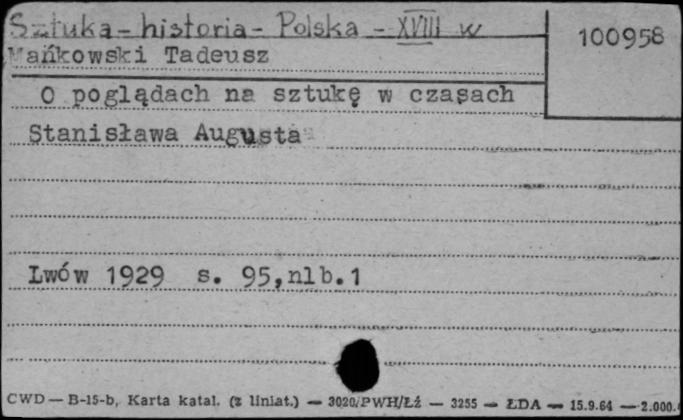 Sztuka - historia - Polska - XVIII w
100958
Mańkowski Tadeusz
O poglądach na sztukę w czasach
Stanisława Augusta
Lwów 1929 s. 95,nlb.1
CWD — B-15-b, Karta katal. (z liniat.) — 3020/PWH/Łź — 3255 — ŁDA — 15.9.64 — 2.000.